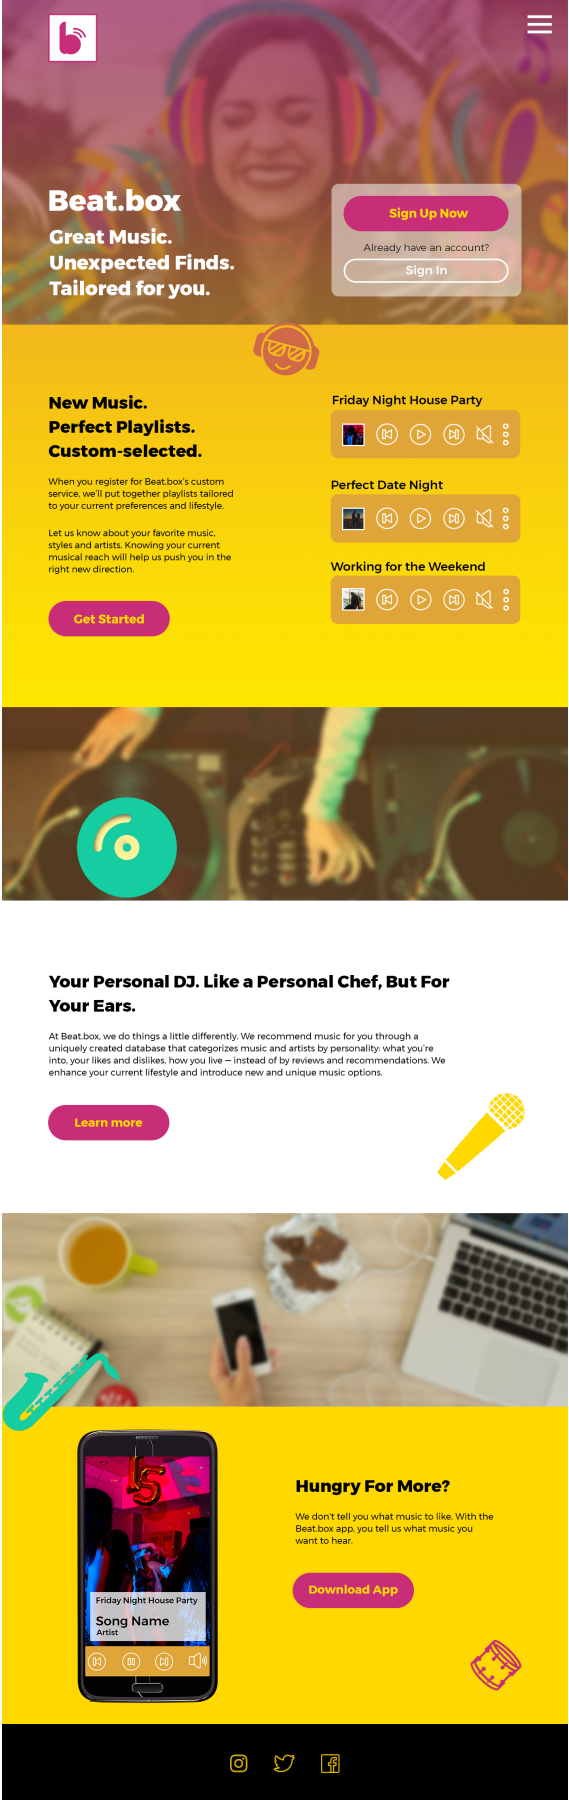 b
Beat.box
Great Music.
Unexpected Finds.
Tailored for you.
Sign Up Now
Already have an account?
Sign In
New Music.
Perfect Playlists.
Custom-selected.
When you register for Beat.box's custom
service, we'll put together playlists tailored
to your current preferences and lifestyle.
Let us know about your favorite music,
styles and artists. Knowing your current
musical reach will help us push you in the
right new direction.
Get Started
Friday Night House Party
Perfect Date Night
Working for the Weekend
Your Personal DJ. Like a Personal Chef, But For
Your Ears.
At Beat.box, we do things a little differently. We recommend music for you through a
uniquely created database that categorizes music and artists by personality: what you're
into, your likes and dislikes, how you live — instead of by reviews and recommendations. We
enhance your current lifestyle and introduce new and unique music options.
Learn more
15
Friday Night House Party
Song Name
Artist
Hungry For More?
We don't tell you what music to like. With the
Beat.box app, you tell us what music you
want to hear.
Download App